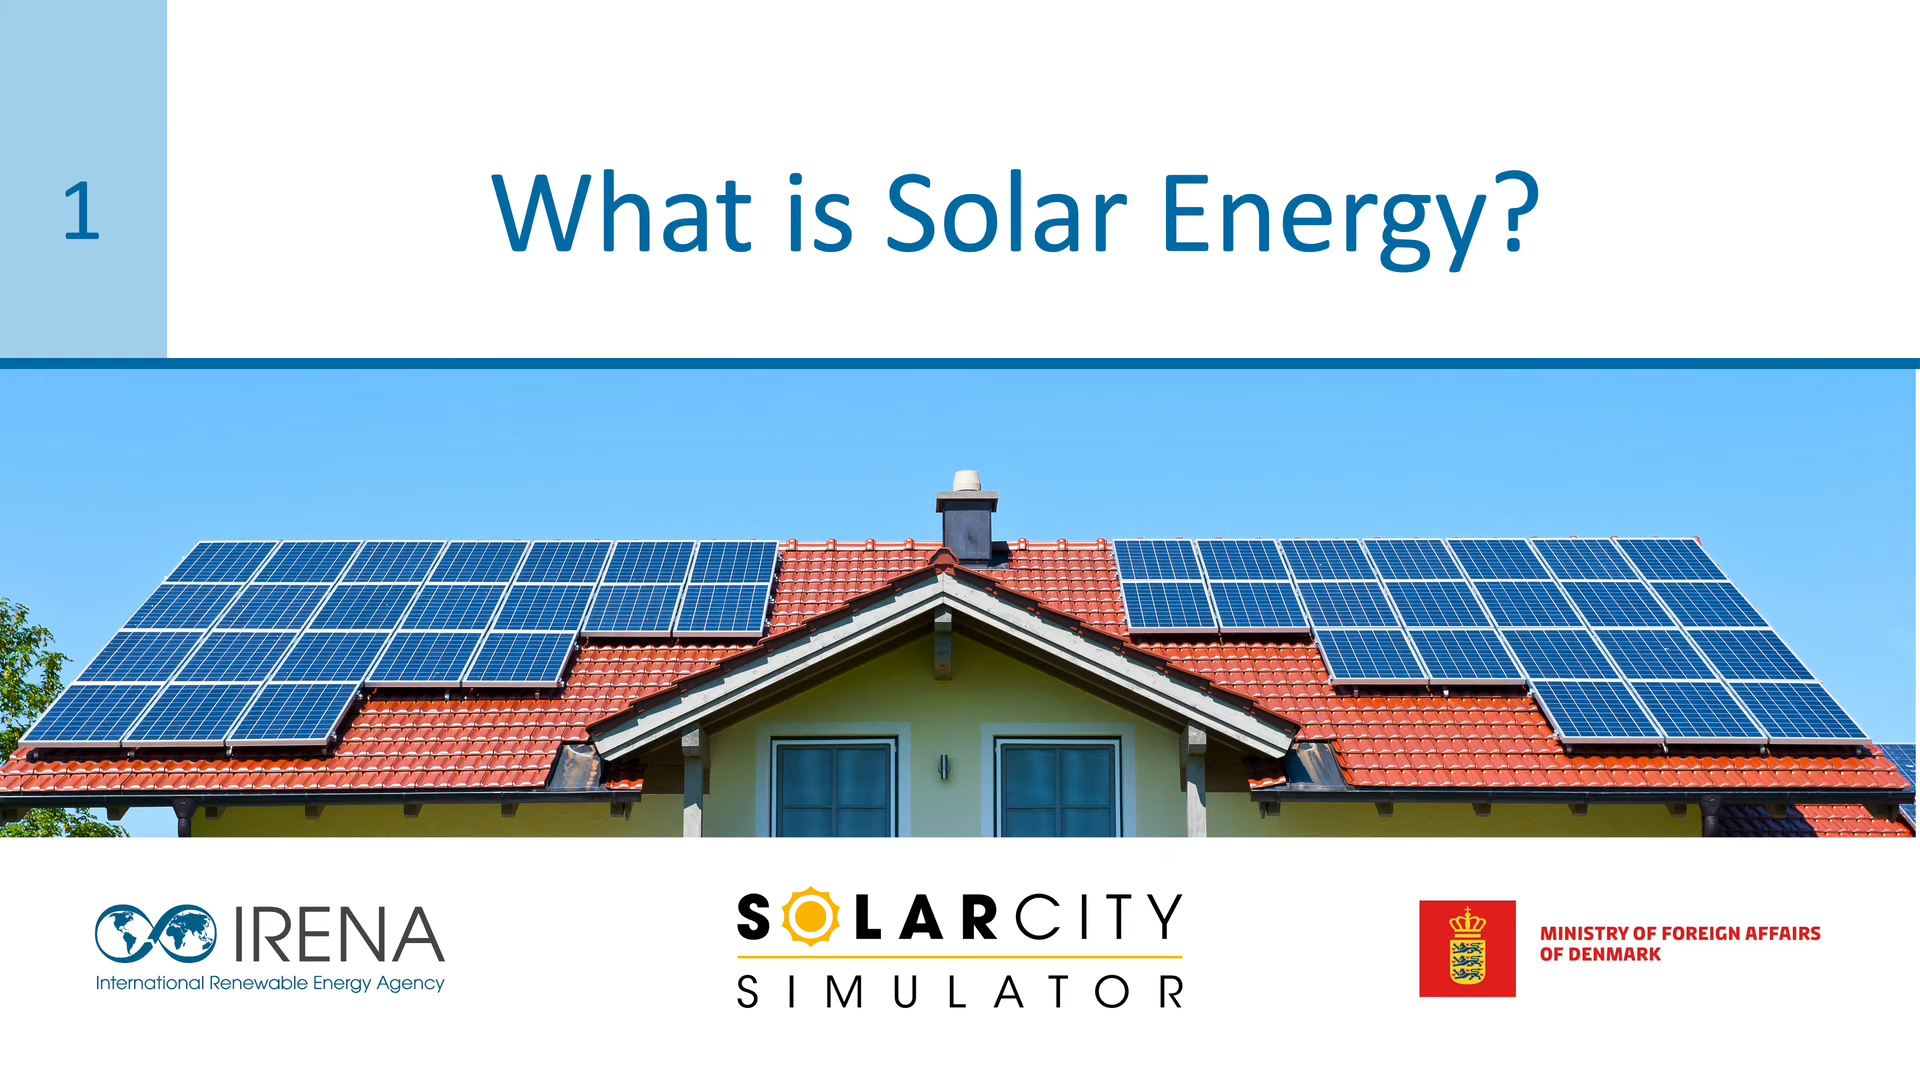 1
What is Solar Energy?
IRENA
International Renewable Energy Agency
SOLARCITY
SIMULATOR
MINISTRY OF FOREIGN AFFAIRS
OF DENMARK